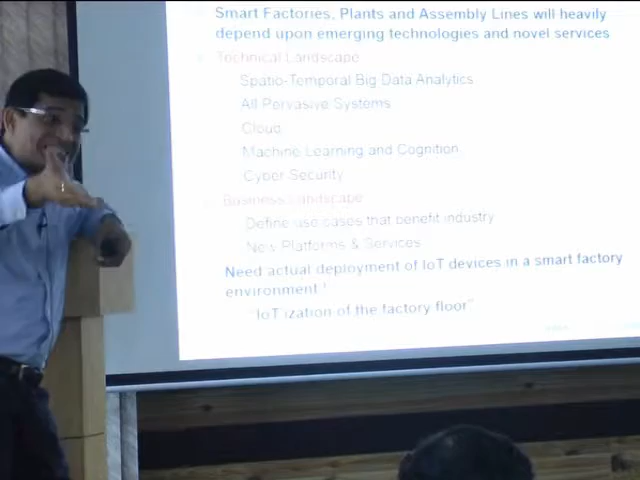 Smart Factories, Plants and Assembly Lines will heavily
depend upon emerging technologies and novel services
Technical Landscape
Spatio-Temporal Big Data Analytics
All Pervasive Systems
Cloud
Machine Learning and Cognition
Cyber Security
Business Landscape
Define use cases that benefit industry
New Platforms & Services
Need actual deployment of IoT devices in a smart factory
environment !
"IoT ization of the factory floor"